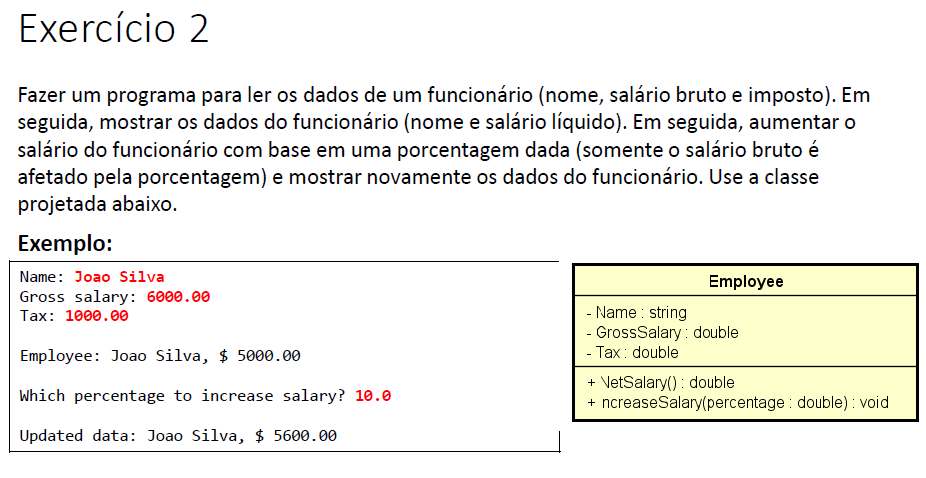 Exercício 2
Fazer um programa para ler os dados de um funcionário (nome, salário bruto e imposto). Em
seguida, mostrar os dados do funcionário (nome e salário líquido). Em seguida, aumentar o
salário do funcionário com base em uma porcentagem dada (somente o salário bruto é
afetado pela porcentagem) e mostrar novamente os dados do funcionário. Use a classe
projetada abaixo.
Exemplo:
Name: Joao Silva
Gross salary: 6000.00
Tax: 1000.00
Employee: Joao Silva, $ 5000.00
Which percentage to increase salary? 10.0
Updated data: Joao Silva, $ 5600.00
Employee
- Name : string
- GrossSalary : double
- Tax : double
+ NetSalary() : double
+ ncreaseSalary(percentage : double) : void